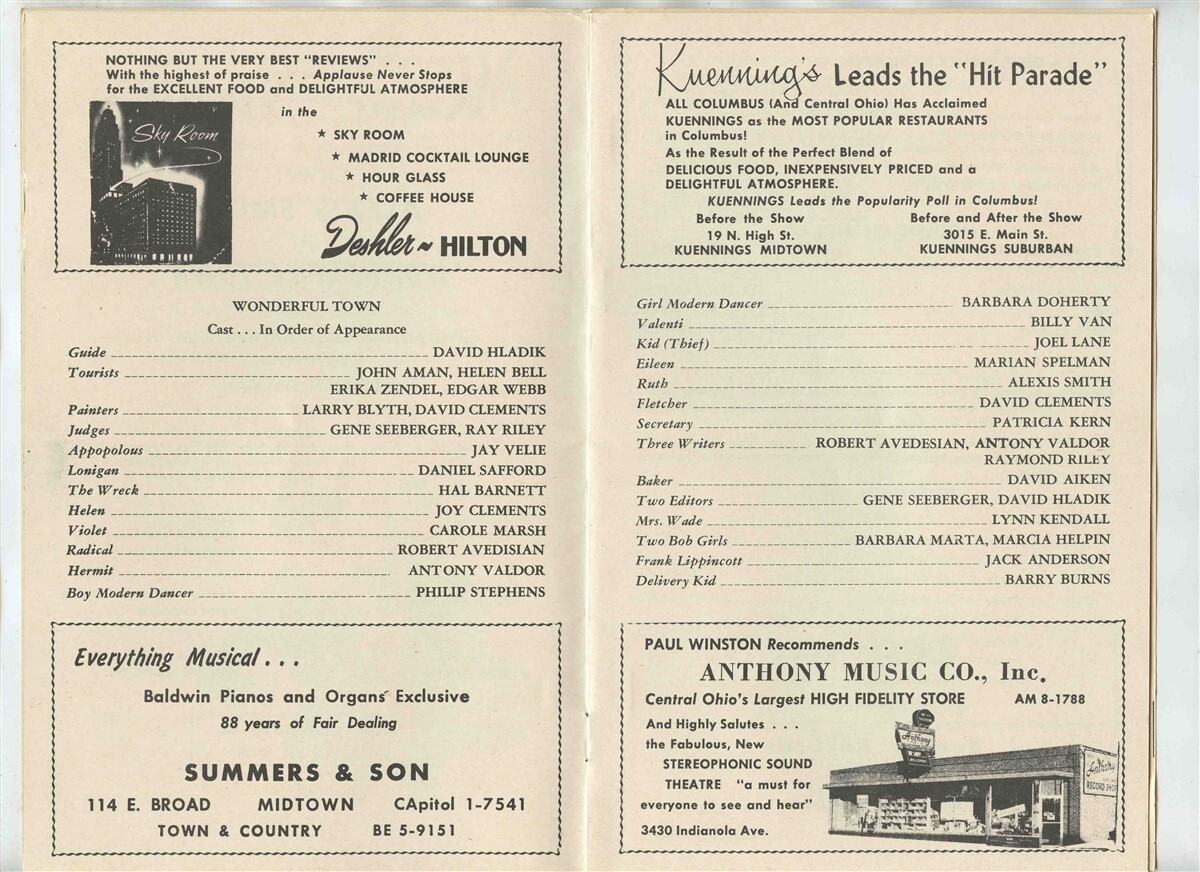 NOTHING BUT THE VERY BEST "REVIEWS" . . .
With the highest of praise . . . Applause Never Stops
for the EXCELLENT FOOD and DELIGHTFUL ATMOSPHERE
in the
Sky Room
★ SKY ROOM
★ MADRID COCKTAIL LOUNGE
★ HOUR GLASS
★ COFFEE HOUSE
Deshler ~ HILTON
WONDERFUL TOWN
Cast . . . In Order of Appearance
Guide DAVID HLADIK
Tourists JOHN AMAN, HELEN BELL
ERIKA ZENDEL, EDGAR WEBB
Painters LARRY BLYTH, DAVID CLEMENTS
Judges GENE SEEBERGER, RAY RILEY
Appopolous JAY VELIE
Lonigan DANIEL SAFFORD
The Wreck HAL BARNETT
Helen JOY CLEMENTS
Violet CAROLE MARSH
Radical ROBERT AVEDISIAN
Hermit ANTONY VALDOR
Boy Modern Dancer PHILIP STEPHENS
Everything Musical . . .
Baldwin Pianos and Organs Exclusive
88 years of Fair Dealing
SUMMERS & SON
114 E. BROAD MIDTOWN CApitol 1-7541
TOWN & COUNTRY BE 5-9151
Kuenning's Leads the "Hit Parade"
ALL COLUMBUS (And Central Ohio) Has Acclaimed
KUENNINGS as the MOST POPULAR RESTAURANTS
in Columbus!
As the Result of the Perfect Blend of
DELICIOUS FOOD, INEXPENSIVELY PRICED and a
DELIGHTFUL ATMOSPHERE.
KUENNINGS Leads the Popularity Poll in Columbus!
Before the Show Before and After the Show
19 N. High St. 3015 E. Main St.
KUENNINGS MIDTOWN KUENNINGS SUBURBAN
Girl Modern Dancer BARBARA DOHERTY
Valenti BILLY VAN
Kid (Thief) JOEL LANE
Eileen MARIAN SPELMAN
Ruth ALEXIS SMITH
Fletcher DAVID CLEMENTS
Secretary PATRICIA KERN
Three Writers ROBERT AVEDESIAN, ANTONY VALDOR
RAYMOND RILEY
Baker DAVID AIKEN
Two Editors GENE SEEBERGER, DAVID HLADIK
Mrs. Wade LYNN KENDALL
Two Bob Girls BARBARA MARTA, MARCIA HELPIN
Frank Lippincott JACK ANDERSON
Delivery Kid BARRY BURNS
PAUL WINSTON Recommends . . .
ANTHONY MUSIC CO., Inc.
Central Ohio's Largest HIGH FIDELITY STORE AM 8-1788
And Highly Salutes . . .
the Fabulous, New
STEREOPHONIC SOUND
THEATRE "a must for
everyone to see and hear"
3430 Indianola Ave.
Anthony
RECORDS
Anthony
RECORD SHOP